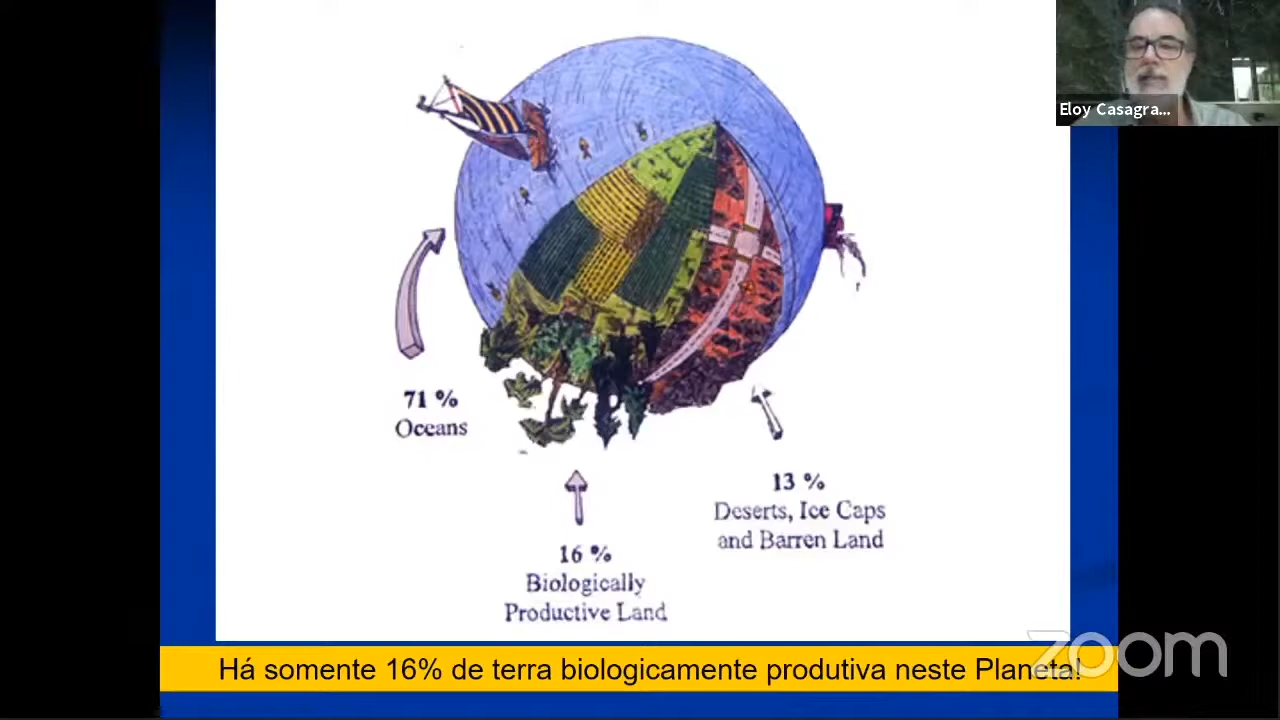 Eloy Casagra...
71 %
Oceans
13 %
Deserts, Ice Caps
and Barren Land
16 %
Biologically
Productive Land
Há somente 16% de terra biologicamente produtiva neste Planeta!
zoom